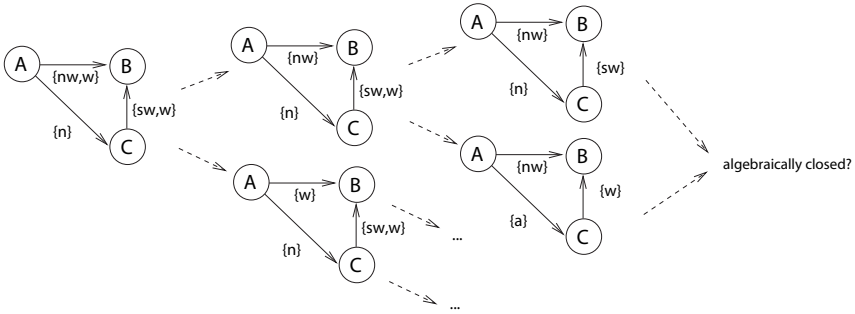 A
B
C
{nw,w}
{sw,w}
{n}
A
B
C
{nw}
{sw,w}
{n}
A
B
C
{w}
{sw,w}
{n}
...
...
A
B
C
{nw}
{sw}
{n}
A
B
C
{nw}
{w}
{a}
algebraically closed?